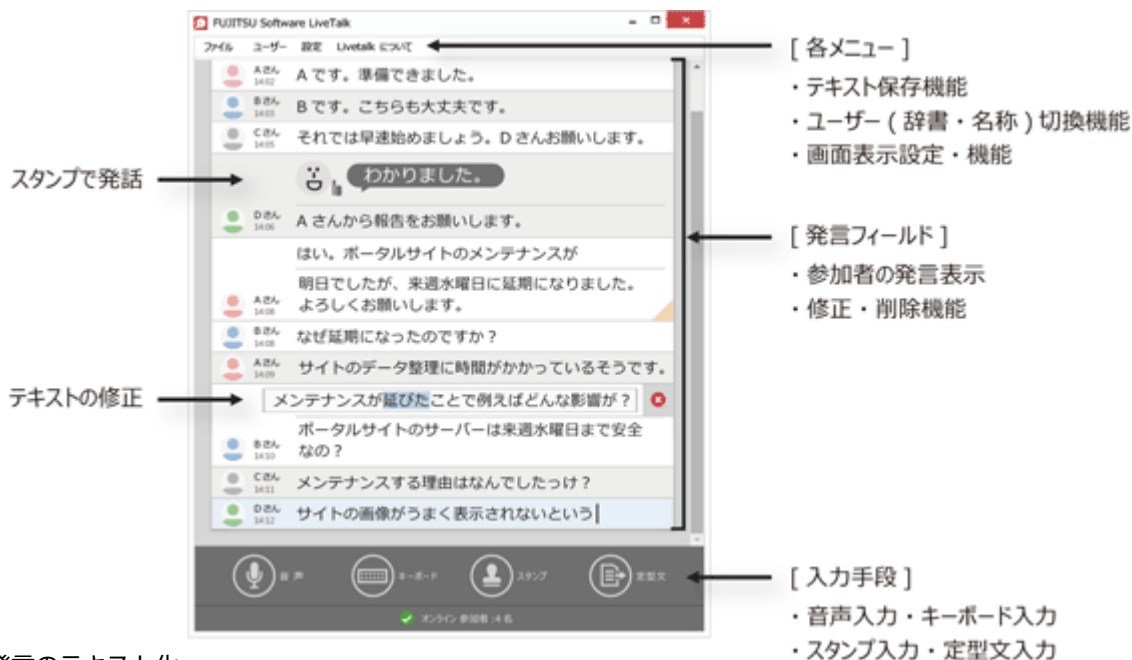 FUJITSU Software LiveTalk
ファイル ユーザー 設定 Livetalk について
Aさん
14:02
A です。準備できました。
Bさん
14:03
B です。こちらも大丈夫です。
Cさん
14:05
それでは早速始めましょう。D さんお願いします。
わかりました。
Dさん
14:06
A さんから報告をお願いします。
はい。ポータルサイトのメンテナンスが
明日でしたが、来週水曜日に延期になりました。
よろしくお願いします。
Aさん
14:08
Bさん
14:08
なぜ延期になったのですか？
Aさん
14:09
サイトのデータ整理に時間がかかっているそうです。
メンテナンスが延びたことで例えばどんな影響が？
ポータルサイトのサーバーは来週水曜日まで安全
なの？
Bさん
14:10
Cさん
14:11
メンテナンスする理由はなんでしたっけ？
Dさん
14:12
サイトの画像がうまく表示されないという
音声 キーボード スタンプ 定型文
オンライン 参加者 :4 名
スタンプで発話
テキストの修正
[ 各メニュー ]
・テキスト保存機能
・ユーザー ( 辞書・名称 ) 切換機能
・画面表示設定・機能
[ 発言フィールド ]
・参加者の発言表示
・修正・削除機能
[ 入力手段 ]
・音声入力・キーボード入力
・スタンプ入力・定型文入力